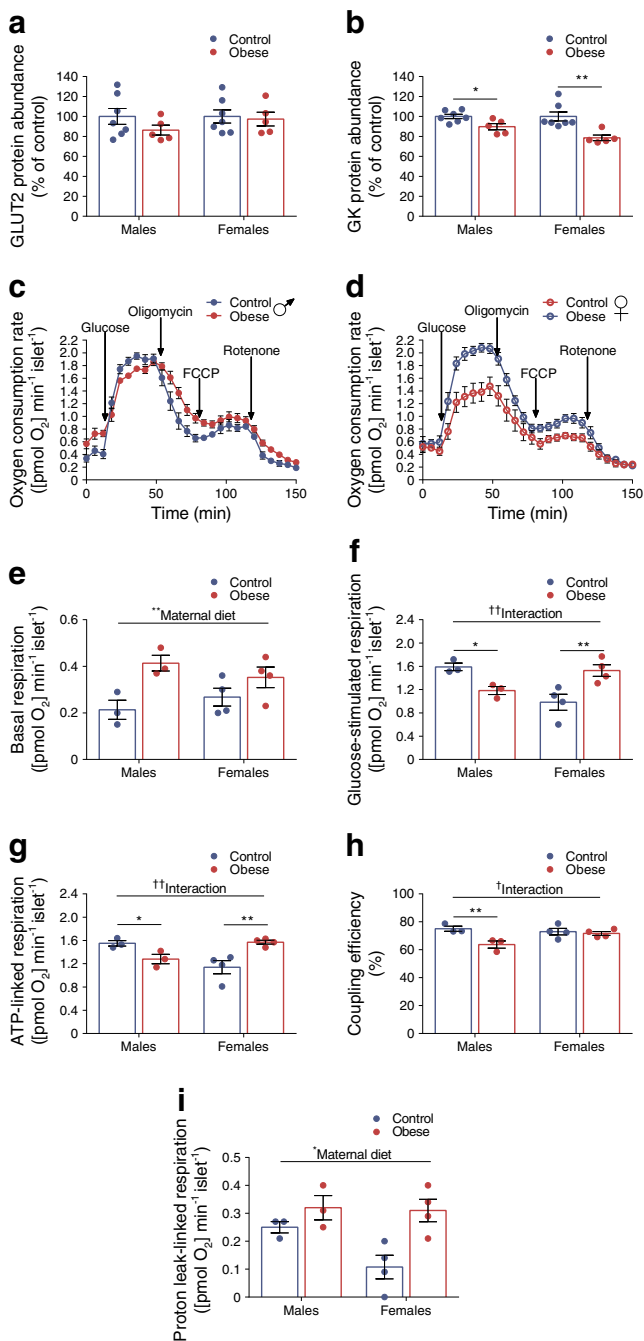 a
Control
Obese
GLUT2 protein abundance
(% of control)
140
120
100
80
60
40
20
0
Males
Females
b
Control
Obese
GK protein abundance
(% of control)
140
120
100
80
60
40
20
0
*
**
Males
Females
c
Control ♂
Obese
Oligomycin
Glucose
FCCP
Rotenone
Oxygen consumption rate
([pmol O2] min-1 islet-1)
2.2
2.0
1.8
1.6
1.4
1.2
1.0
0.8
0.6
0.4
0.2
0
0
50
100
150
Time (min)
d
Control ♀
Obese
Oligomycin
Glucose
FCCP
Rotenone
Oxygen consumption rate
([pmol O2] min-1 islet-1)
2.2
2.0
1.8
1.6
1.4
1.2
1.0
0.8
0.6
0.4
0.2
0
0
50
100
150
Time (min)
e
Control
Obese
**Maternal diet
Basal respiration
([pmol O2] min-1 islet-1)
0.6
0.4
0.2
0
Males
Females
f
Control
Obese
††Interaction
*
**
Glucose-stimulated respiration
([pmol O2] min-1 islet-1)
2.4
2.0
1.6
1.2
0.8
0.4
0
Males
Females
g
Control
Obese
††Interaction
*
**
ATP-linked respiration
([pmol O2] min-1 islet-1)
2.4
2.0
1.6
1.2
0.8
0.4
0
Males
Females
h
Control
Obese
†Interaction
**
Coupling efficiency
(%)
100
80
60
40
20
0
Males
Females
i
Control
Obese
*Maternal diet
Proton leak-linked respiration
([pmol O2] min-1 islet-1)
0.5
0.4
0.3
0.2
0.1
0
Males
Females